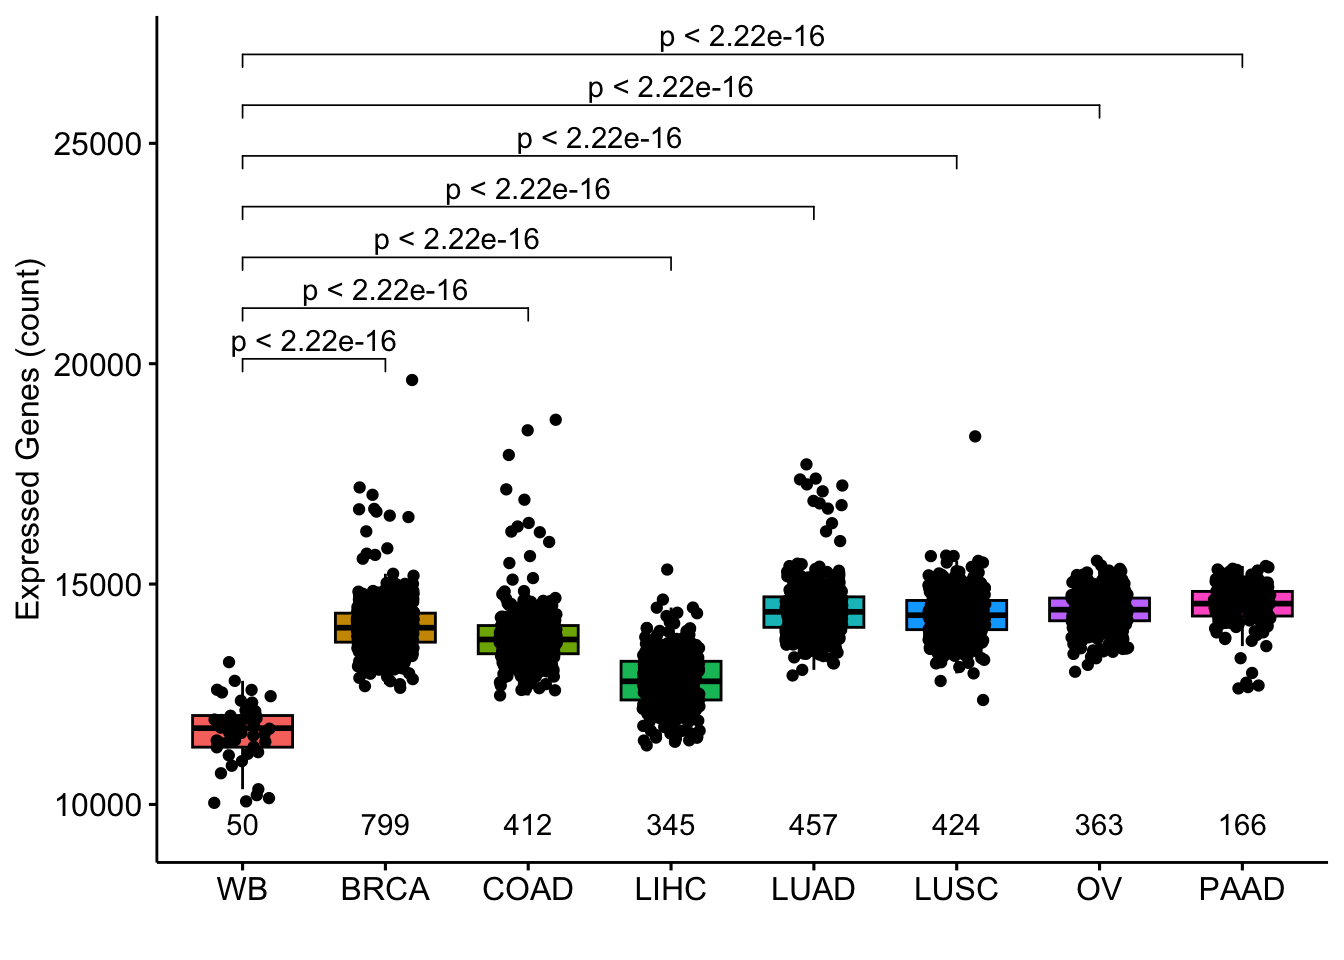 p < 2.22e-16
p < 2.22e-16
p < 2.22e-16
p < 2.22e-16
p < 2.22e-16
p < 2.22e-16
p < 2.22e-16
Expressed Genes (count)
25000
20000
15000
10000
50 799 412 345 457 424 363 166
WB BRCA COAD LIHC LUAD LUSC OV PAAD